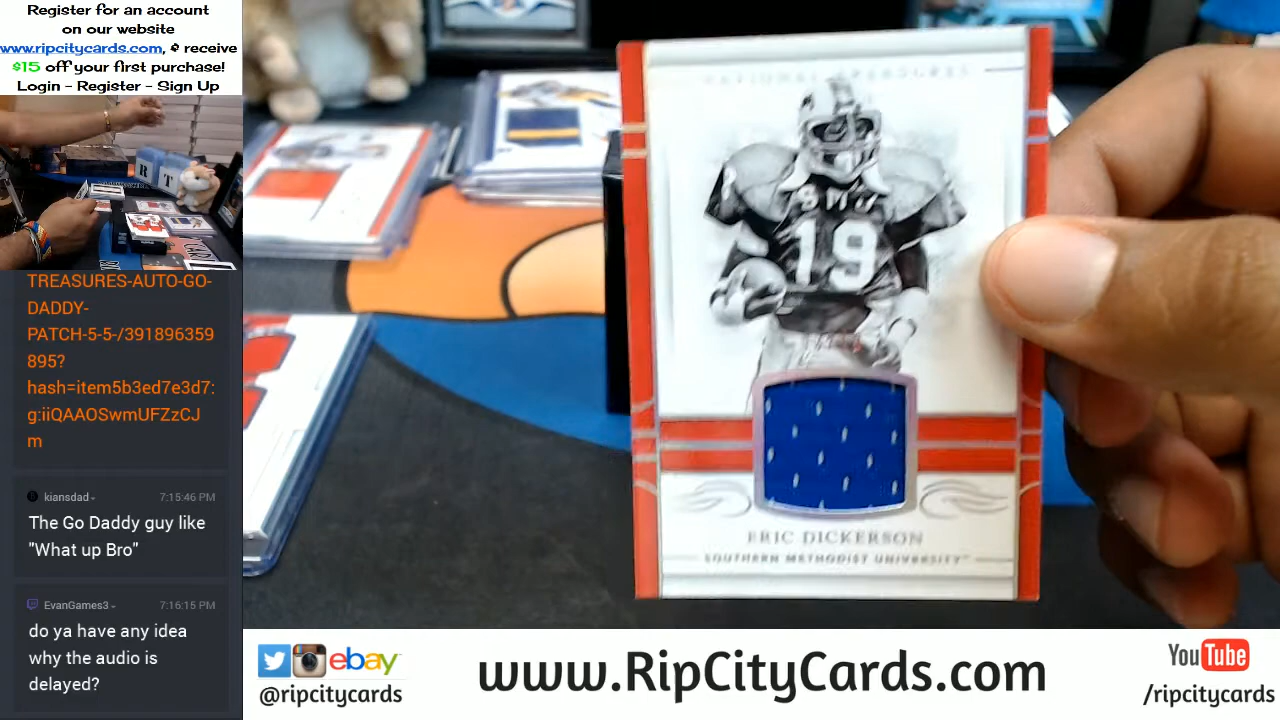 Register for an account
on our website
www.ripcitycards.com, & receive
$15 off your first purchase!
Login - Register - Sign Up
R T
TREASURES-AUTO-GO-
DADDY-
PATCH-5-5-/391896359
895?
hash=item5b3ed7e3d7:
g:iiQAAOSwmUFZzCJ
m
kiansdad 7:15:46 PM
The Go Daddy guy like
"What up Bro"
EvanGames3 7:16:15 PM
do ya have any idea
why the audio is
delayed?
NATIONAL TREASURES
SMU
19
ERIC DICKERSON
SOUTHERN METHODIST UNIVERSITY™
ebay
@ripcitycards
www.RipCityCards.com
YouTube
/ripcitycards